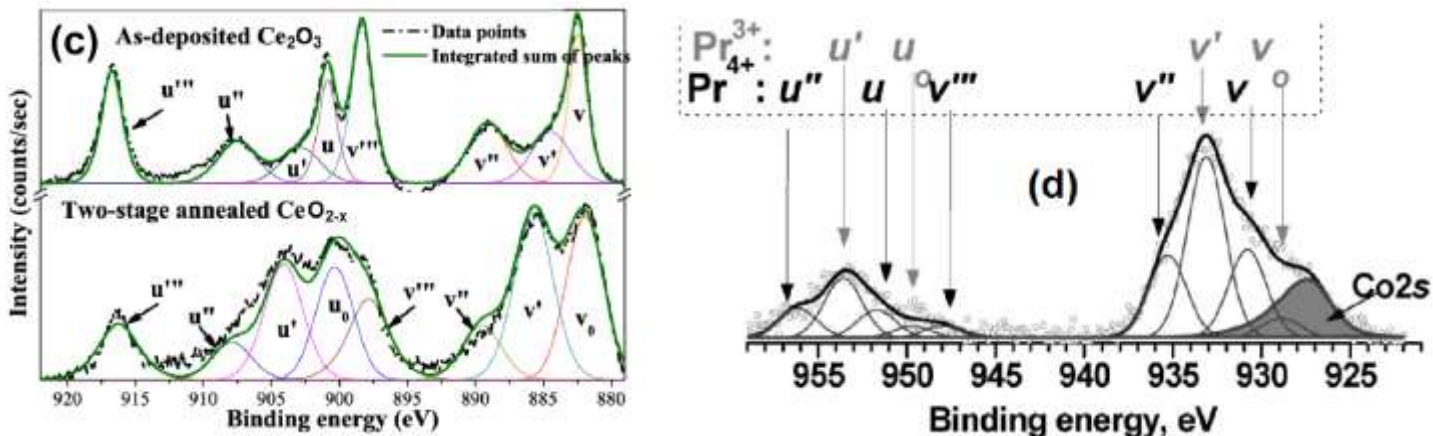 (c) As-deposited Ce₂O₃
Data points
Integrated sum of peaks
u''' u'' u' u v''' v'' v' v
Two-stage annealed CeO₂₋ₓ
u''' u'' u' u₀ v''' v'' v' v₀
Intensity (counts/sec)
920 915 910 905 900 895 890 885 880
Binding energy (eV)
Pr³⁺: u' uₒ v' vₒ
Pr⁴⁺: u'' u v''' v'' v
(d)
Co2s
955 950 945 940 935 930 925
Binding energy, eV